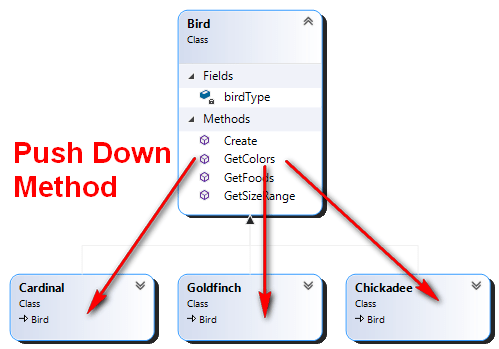 Bird
Class
Fields
birdType
Methods
Create
GetColors
GetFoods
GetSizeRange
Push Down
Method
Cardinal
Class
Bird
Goldfinch
Class
Bird
Chickadee
Class
Bird